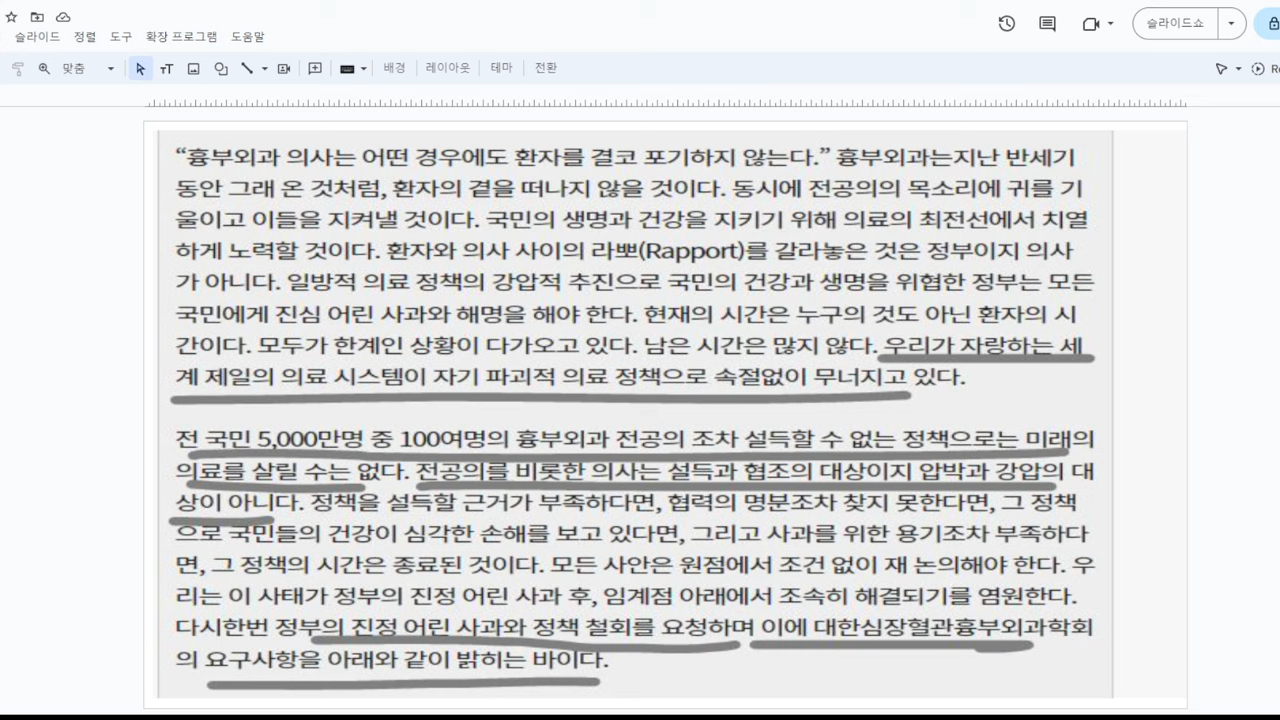 슬라이드 정렬 도구 확장 프로그램 도움말
슬라이드쇼
맞춤 배경 레이아웃 테마 전환
“흉부외과 의사는 어떤 경우에도 환자를 결코 포기하지 않는다.” 흉부외과는지난 반세기
동안 그래 온 것처럼, 환자의 곁을 떠나지 않을 것이다. 동시에 전공의의 목소리에 귀를 기
울이고 이들을 지켜낼 것이다. 국민의 생명과 건강을 지키기 위해 의료의 최전선에서 치열
하게 노력할 것이다. 환자와 의사 사이의 라뽀(Rapport)를 갈라놓은 것은 정부이지 의사
가 아니다. 일방적 의료 정책의 강압적 추진으로 국민의 건강과 생명을 위협한 정부는 모든
국민에게 진심 어린 사과와 해명을 해야 한다. 현재의 시간은 누구의 것도 아닌 환자의 시
간이다. 모두가 한계인 상황이 다가오고 있다. 남은 시간은 많지 않다. 우리가 자랑하는 세
계 제일의 의료 시스템이 자기 파괴적 의료 정책으로 속절없이 무너지고 있다.
전 국민 5,000만명 중 100여명의 흉부외과 전공의 조차 설득할 수 없는 정책으로는 미래의
의료를 살릴 수는 없다. 전공의를 비롯한 의사는 설득과 협조의 대상이지 압박과 강압의 대
상이 아니다. 정책을 설득할 근거가 부족하다면, 협력의 명분조차 찾지 못한다면, 그 정책
으로 국민들의 건강이 심각한 손해를 보고 있다면, 그리고 사과를 위한 용기조차 부족하다
면, 그 정책의 시간은 종료된 것이다. 모든 사안은 원점에서 조건 없이 재 논의해야 한다. 우
리는 이 사태가 정부의 진정 어린 사과 후, 임계점 아래에서 조속히 해결되기를 염원한다.
다시한번 정부의 진정 어린 사과와 정책 철회를 요청하며 이에 대한심장혈관흉부외과학회
의 요구사항을 아래와 같이 밝히는 바이다.